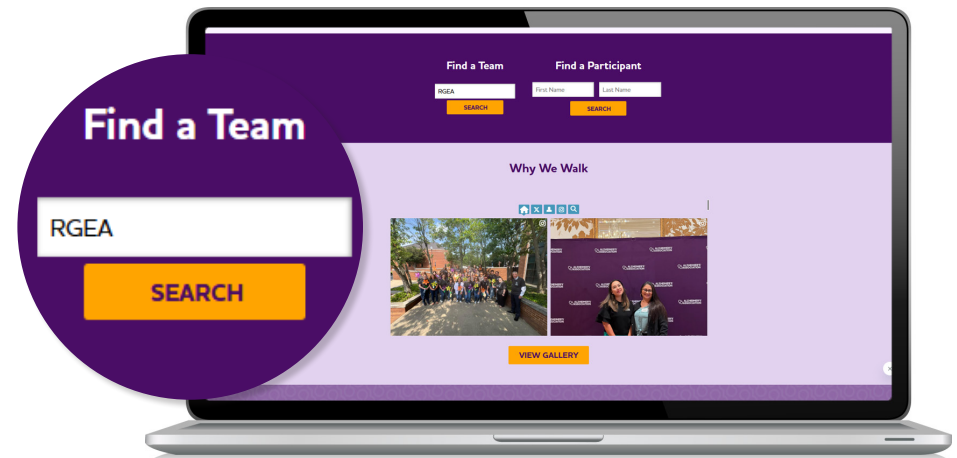 Find a Team
RGEA
SEARCH
Find a Team
RGEA
SEARCH
Find a Participant
First Name
Last Name
SEARCH
Why We Walk
VIEW GALLERY